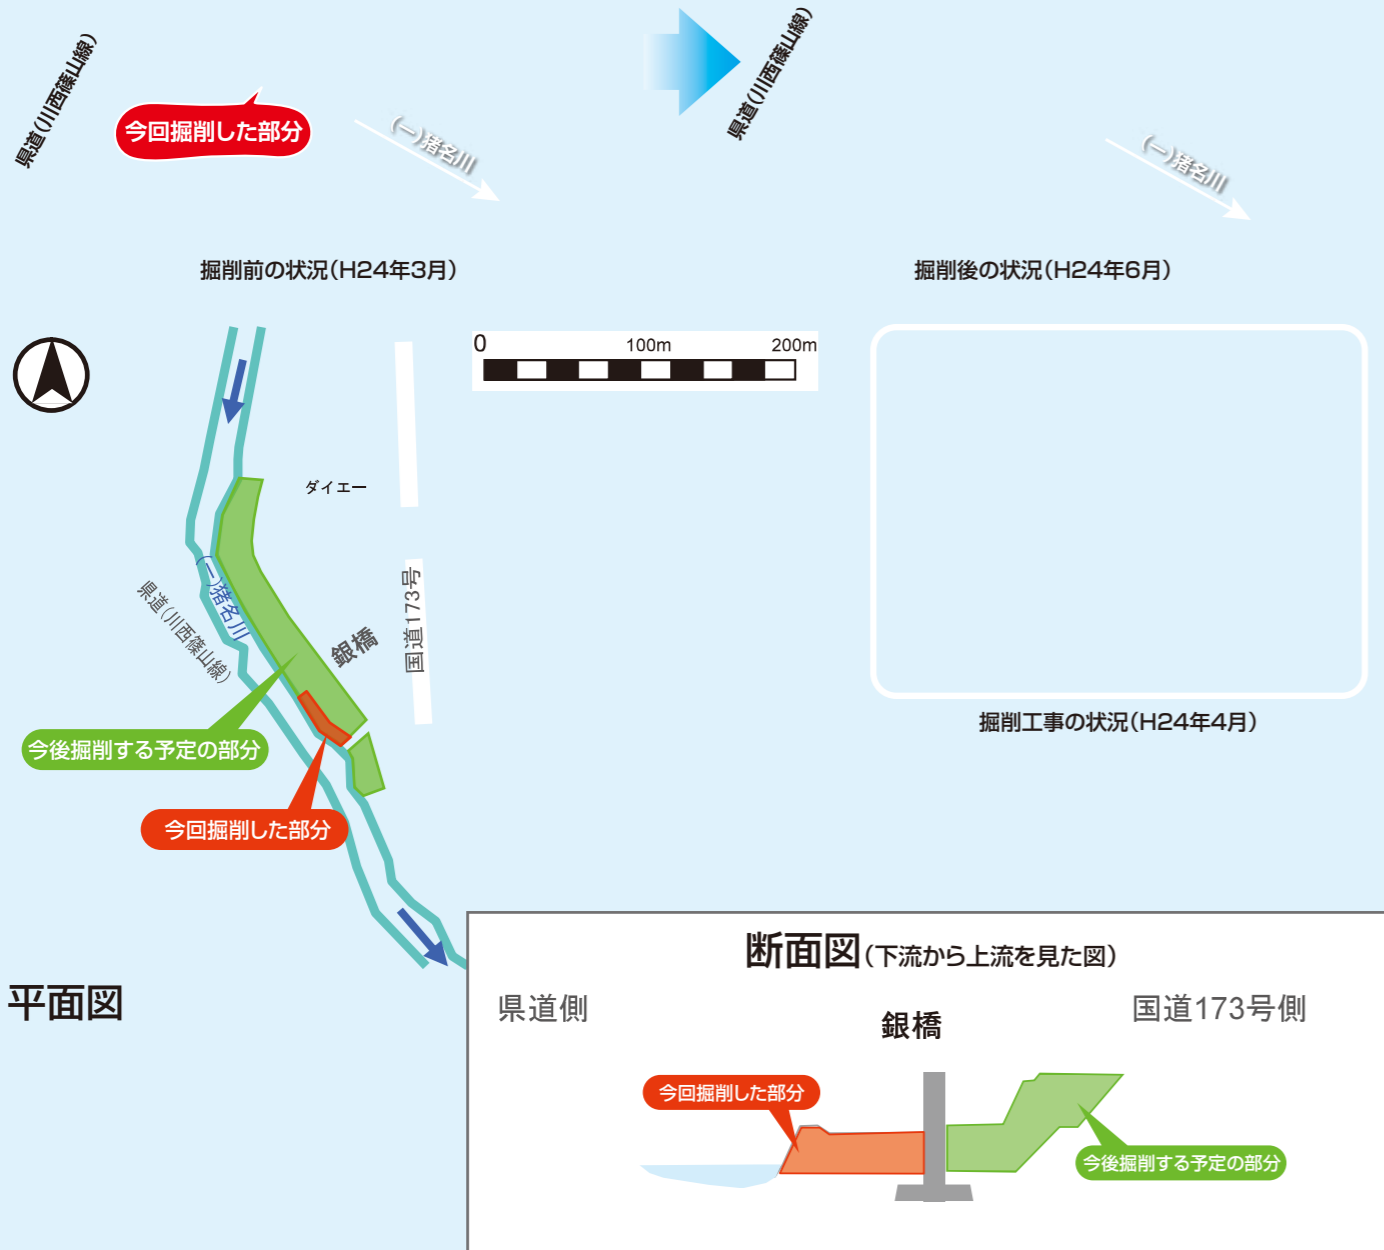 県道(川西篠山線)
今回掘削した部分
(一)猪名川
県道(川西篠山線)
(一)猪名川
掘削前の状況(H24年3月)
掘削後の状況(H24年6月)
0 100m 200m
ダイエー
国道173号
(一)猪名川
県道(川西篠山線)
銀橋
今後掘削する予定の部分
今回掘削した部分
掘削工事の状況(H24年4月)
平面図
断面図(下流から上流を見た図)
県道側
国道173号側
銀橋
今回掘削した部分
今後掘削する予定の部分